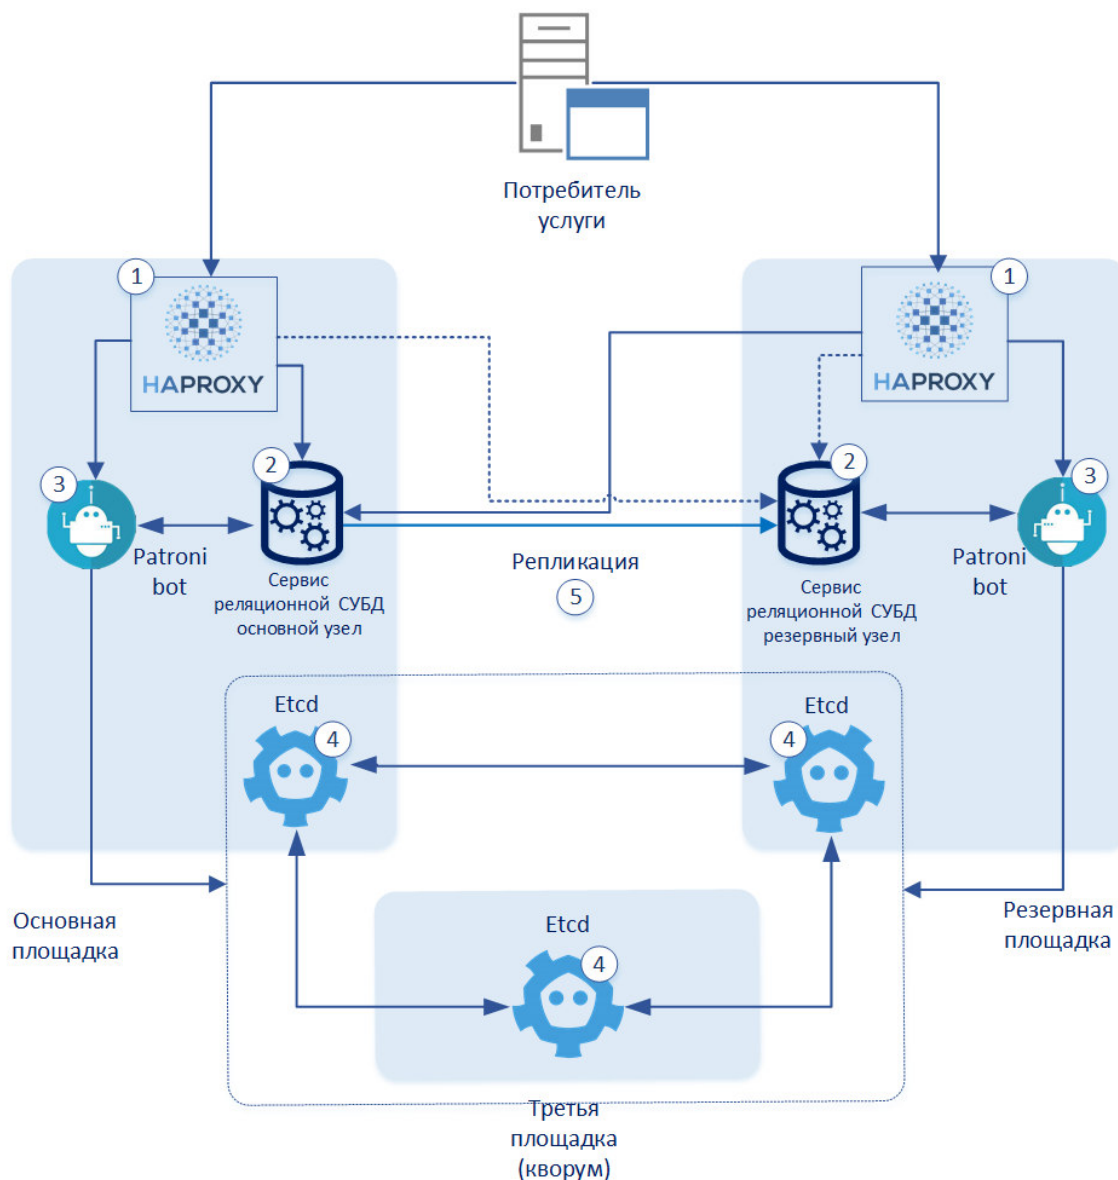 Потребитель
услуги
1
HAPROXY
1
HAPROXY
2
3
Patroni
bot
Сервис
реляционной СУБД
основной узел
Репликация
5
2
3
Patroni
bot
Сервис
реляционной СУБД
резервный узел
Etcd
4
Etcd
4
Основная
площадка
Резервная
площадка
Etcd
4
Третья
площадка
(кворум)